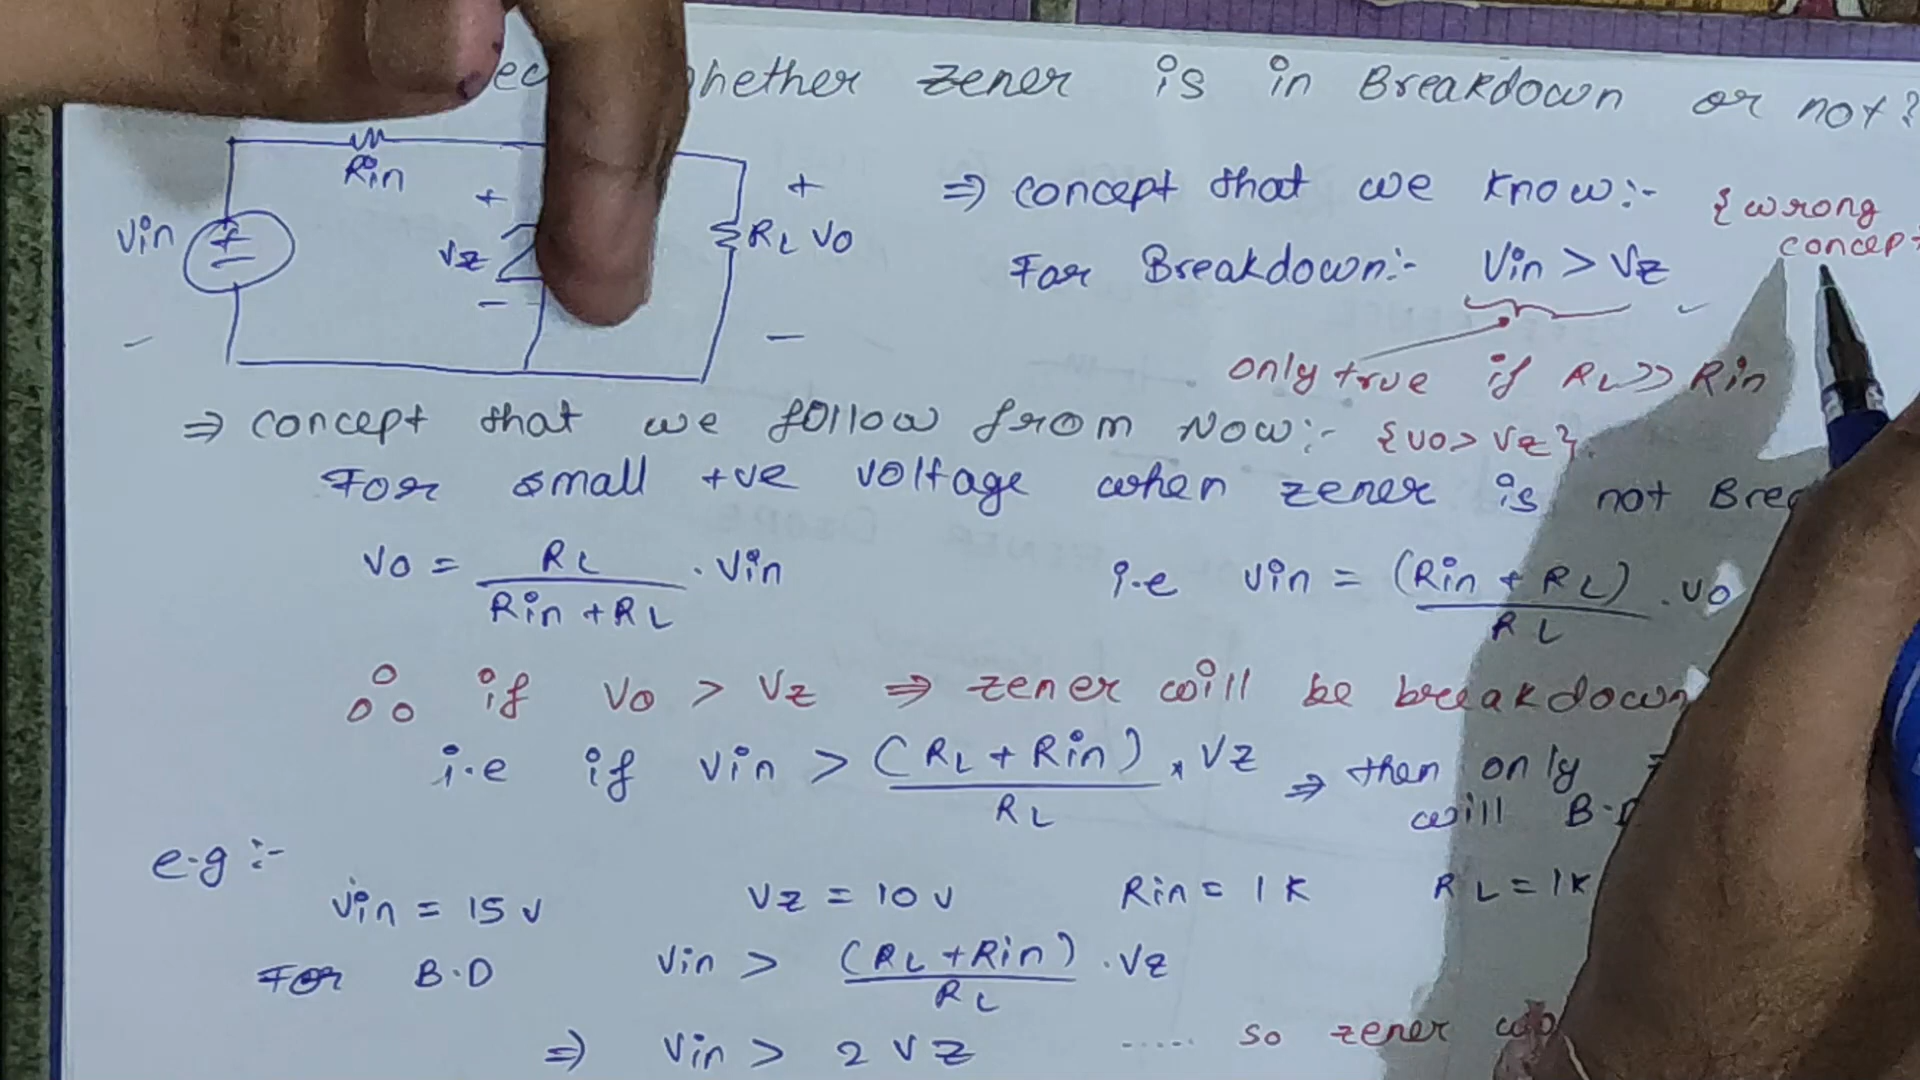 whether zener is in Breakdown or not?
Rin
+
+
Vin
+
-
Vz
RL Vo
-
-
-
⇒ concept that we know:- {wrong concept
For Breakdown:- Vin > Vz
only true if RL>> Rin
⇒ concept that we follow from Now:- {Vo> Vz}.
For small +ve voltage when zener is not
Vo = RL / Rin + RL . Vin i.e Vin = (Rin + RL) / RL . Vo
∴ if Vo > Vz ⇒ zener will be breakdown
i.e if Vin > (RL + Rin) / RL * Vz ⇒ then only
will
e.g :-
Vin = 15 V Vz = 10 V Rin = 1 K RL = 1K
For B.D Vin > (RL + Rin) / RL . Vz
⇒ Vin > 2 Vz ..... so zener